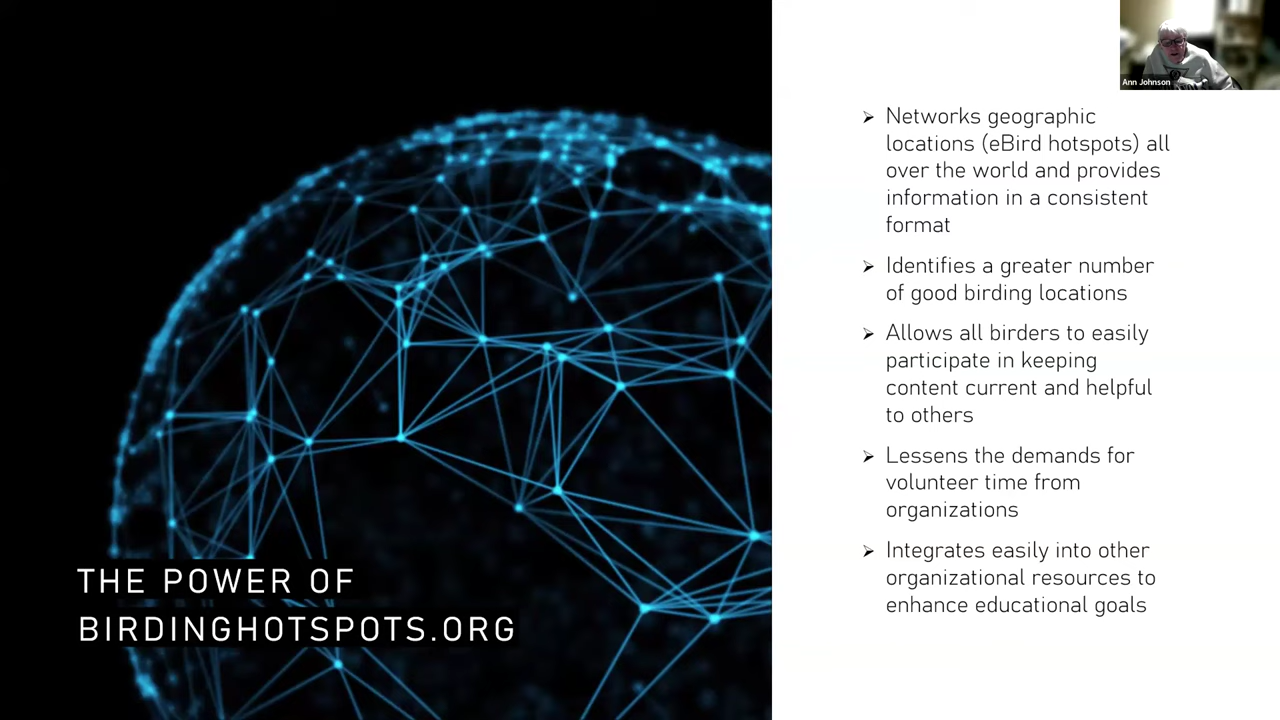 THE POWER OF
BIRDINGHOTSPOTS.ORG
Ann Johnson
Networks geographic
locations (eBird hotspots) all
over the world and provides
information in a consistent
format
Identifies a greater number
of good birding locations
Allows all birders to easily
participate in keeping
content current and helpful
to others
Lessens the demands for
volunteer time from
organizations
Integrates easily into other
organizational resources to
enhance educational goals